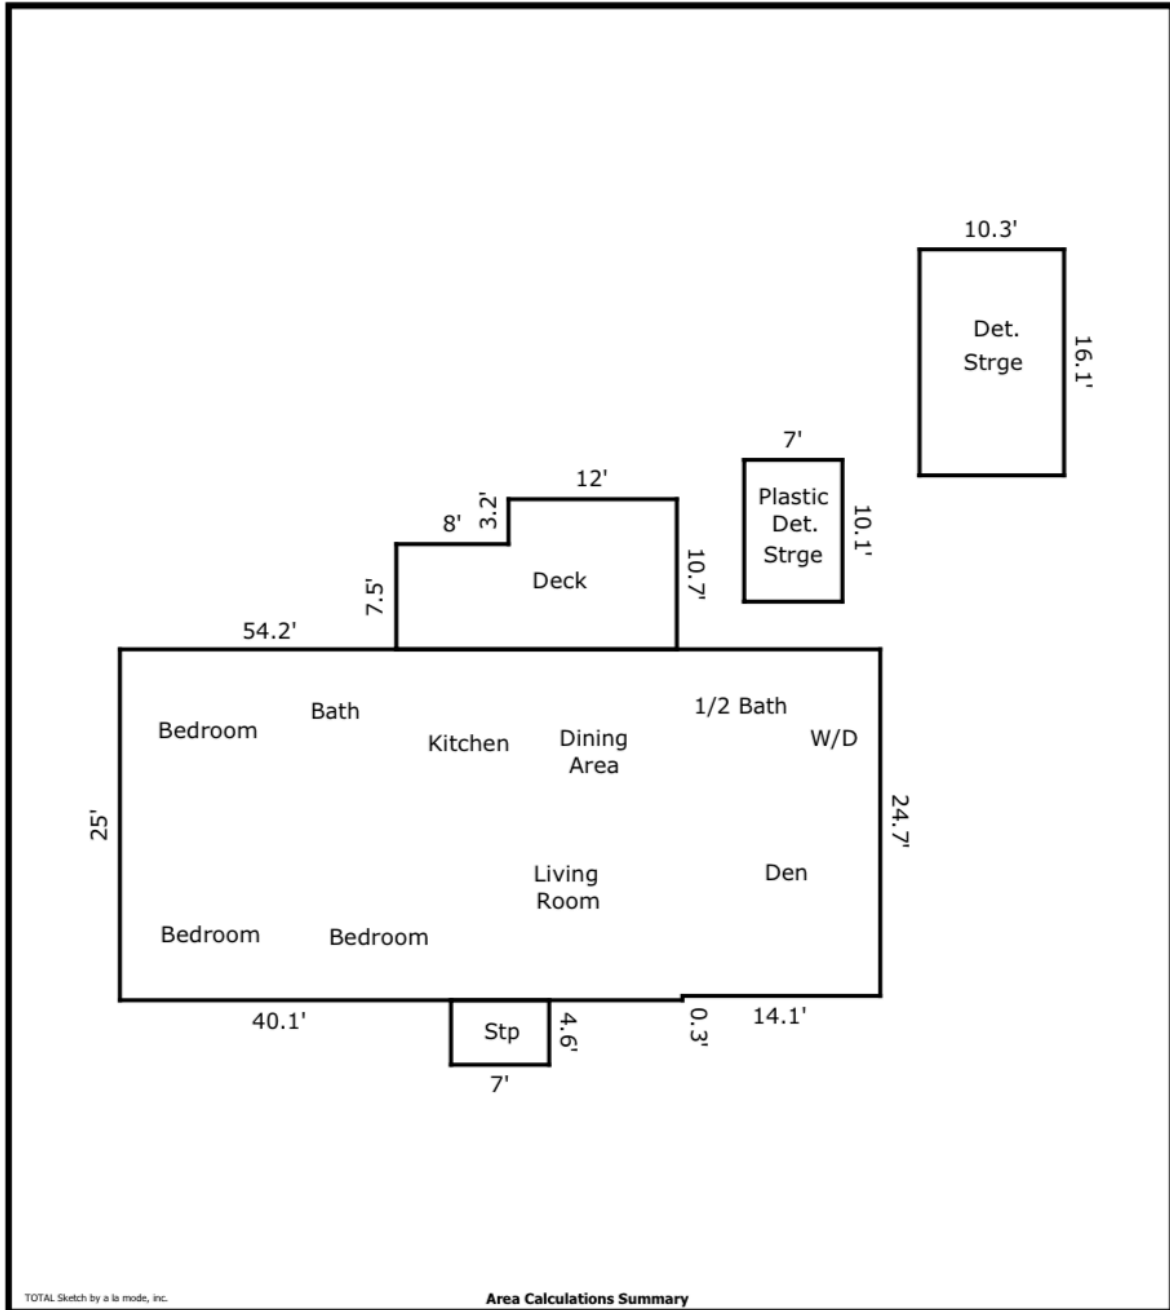 10.3'
Det.
Strge
16.1'
7'
Plastic
Det.
Strge
10.1'
12'
3.2'
8'
Deck
10.7'
7.5'
54.2'
Bedroom
Bath
Kitchen
Dining
Area
1/2 Bath
W/D
25'
24.7'
Living
Room
Den
Bedroom
Bedroom
40.1'
Stp
4.6'
0.3'
14.1'
7'
TOTAL Sketch by a la mode, inc.
Area Calculations Summary